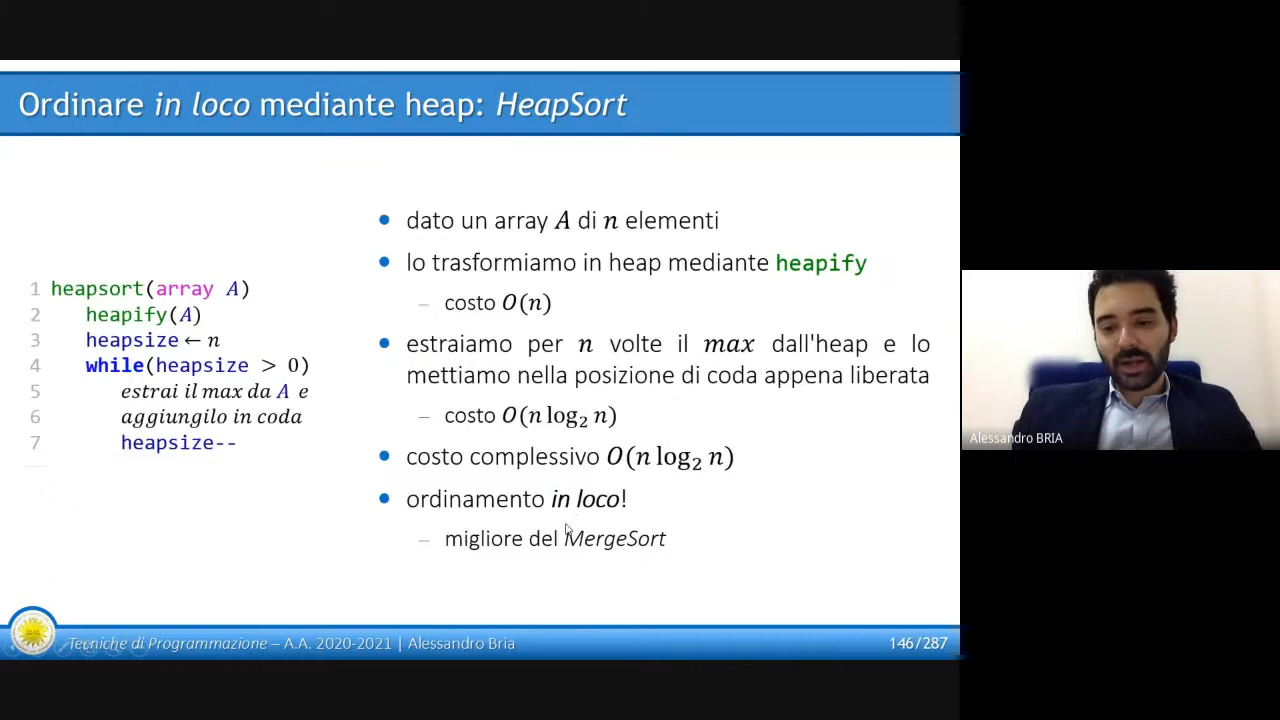 Ordinare in loco mediante heap: HeapSort
1 heapsort(array A)
2 heapify(A)
3 heapsize ← n
4 while(heapsize > 0)
5 estrai il max da A e
6 aggiungilo in coda
7 heapsize--
• dato un array A di n elementi
• lo trasformiamo in heap mediante heapify
– costo O(n)
• estraiamo per n volte il max dall'heap e lo
mettiamo nella posizione di coda appena liberata
– costo O(n log₂ n)
• costo complessivo O(n log₂ n)
• ordinamento in loco!
– migliore del MergeSort
Alessandro BRIA
Tecniche di Programmazione – A.A. 2020-2021 | Alessandro Bria
146/287